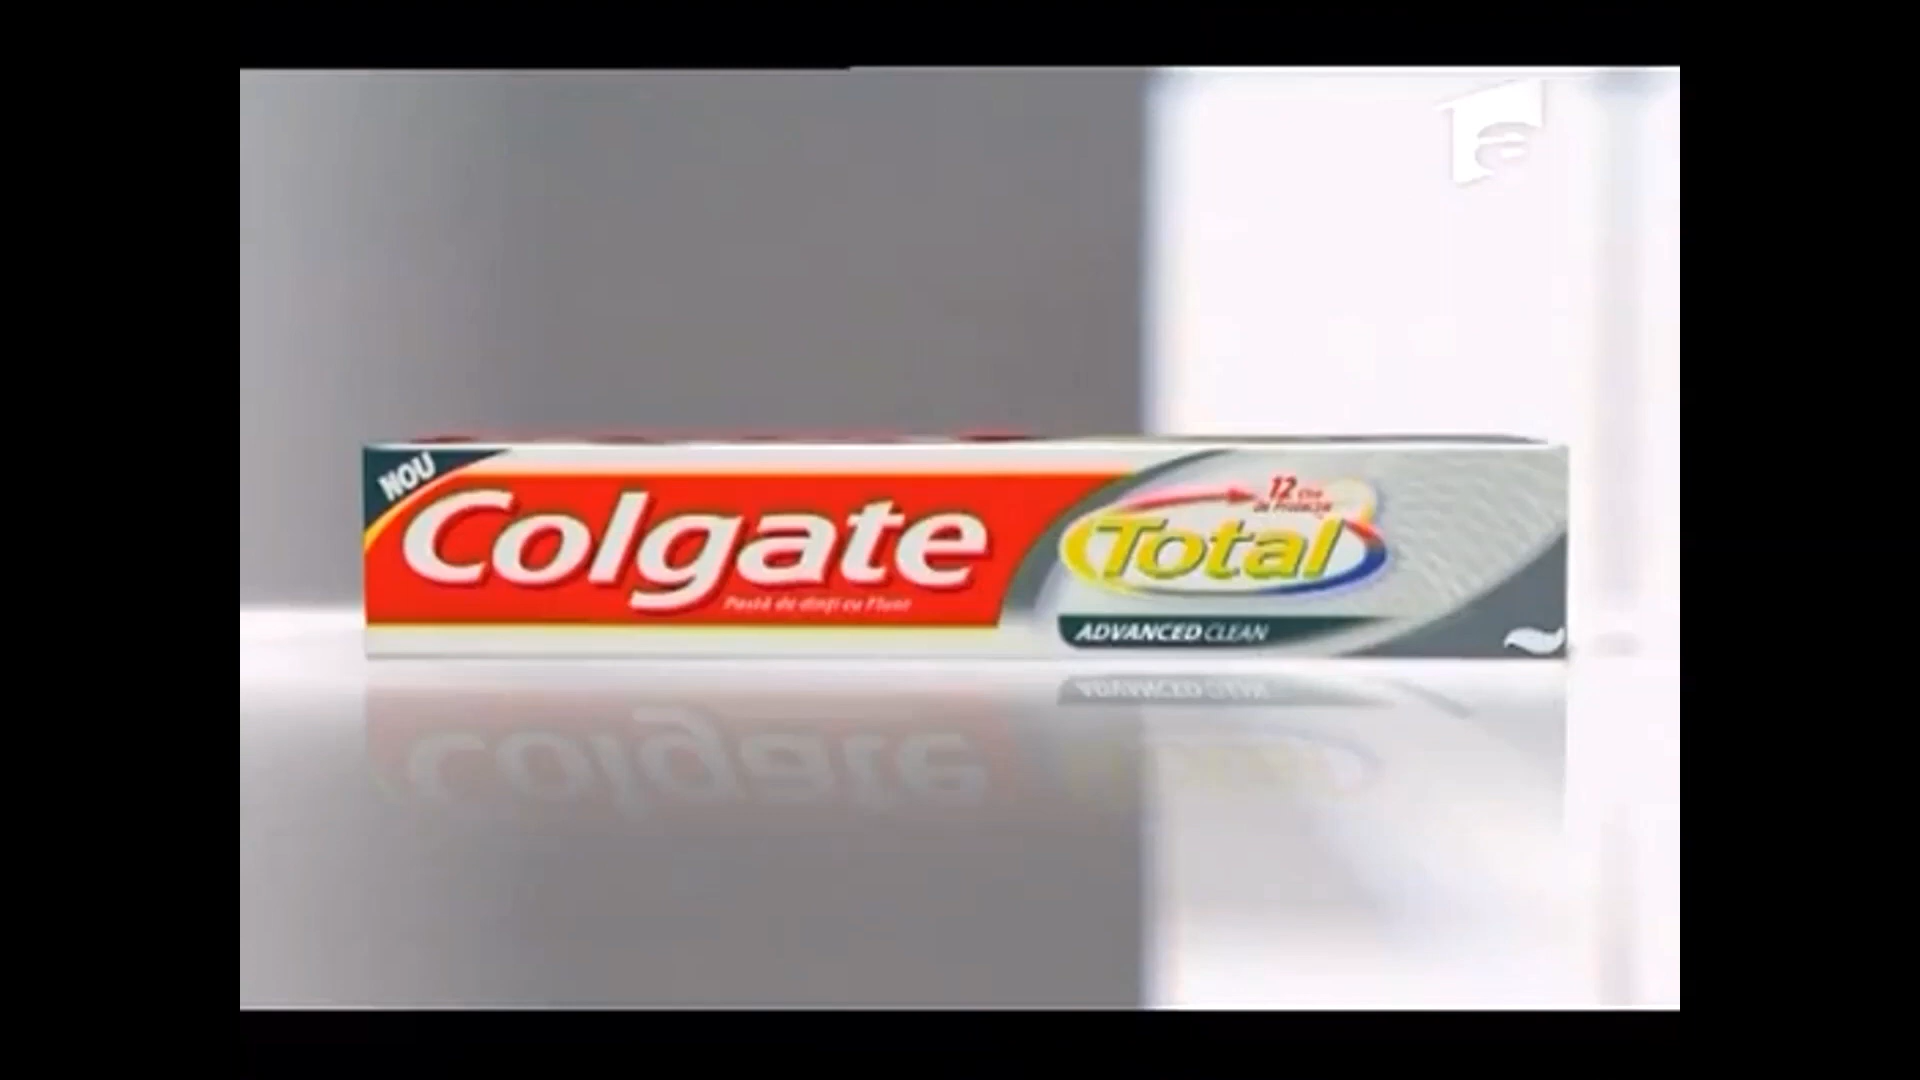 NOU
Colgate
Pastă de dinți cu Fluor
12 Ore
de Protecție
Total
ADVANCED CLEAN